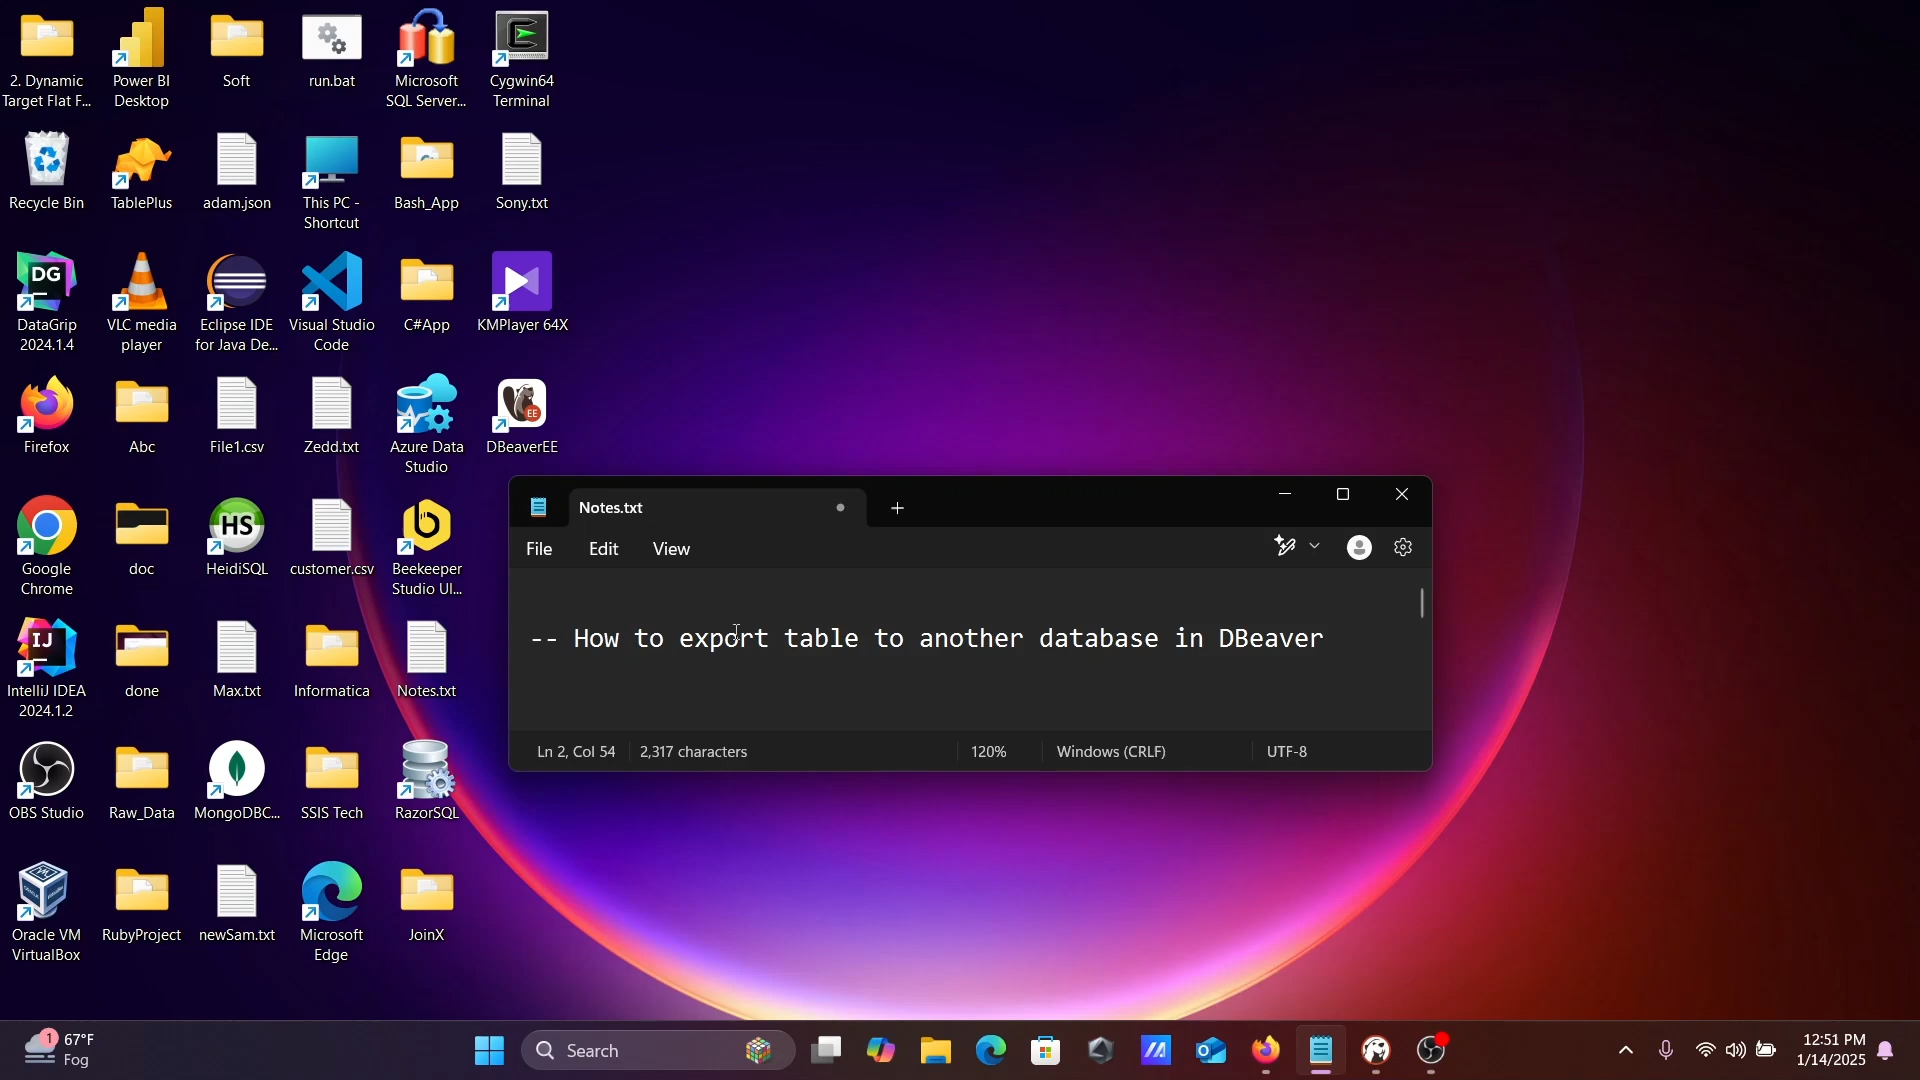 2. Dynamic
Target Flat F...
Power BI
Desktop
Soft
run.bat
Microsoft
SQL Server...
Cygwin64
Terminal
Recycle Bin
TablePlus
adam.json
This PC -
Shortcut
Bash_App
Sony.txt
DG
DataGrip
2024.1.4
VLC media
player
Eclipse IDE
for Java De...
Visual Studio
Code
C#App
KMPlayer 64X
Firefox
Abc
File1.csv
Zedd.txt
Azure Data
Studio
EE
DBeaverEE
Google
Chrome
doc
HS
HeidiSQL
customer.csv
Beekeeper
Studio Ul...
IJ
IntelliJ IDEA
2024.1.2
done
Max.txt
Informatica
Notes.txt
OBS Studio
Raw_Data
MongoDBC...
SSIS Tech
RazorSQL
Oracle VM
VirtualBox
RubyProject
newSam.txt
Microsoft
Edge
JoinX
Notes.txt
File
Edit
View
-- How to export table to another database in DBeaver
Ln 2, Col 54
2,317 characters
120%
Windows (CRLF)
UTF-8
1
67°F
Fog
Search
12:51 PM
1/14/2025